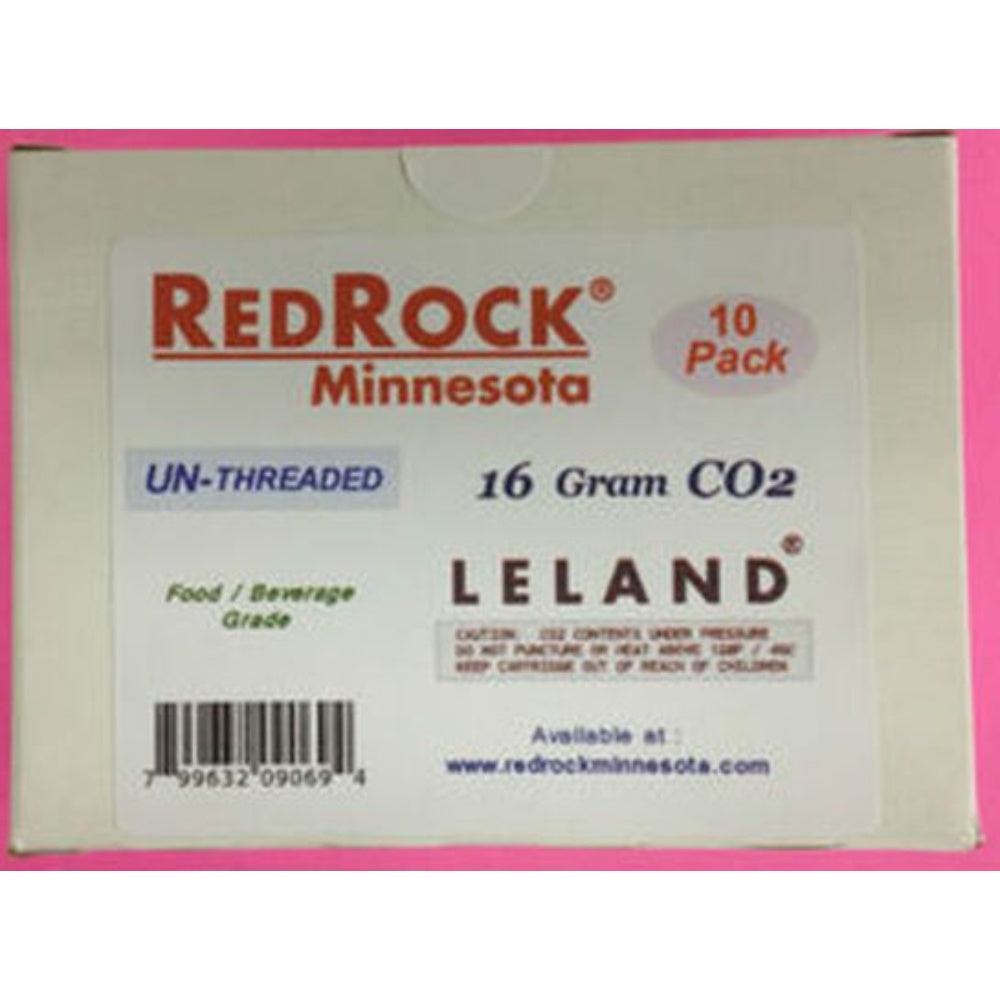 REDROCK®
Minnesota
10
Pack
UN-THREADED
16 Gram CO2
Food / Beverage
Grade
LELAND®
CAUTION: CO2 CONTENTS UNDER PRESSURE
DO NOT PUNCTURE OR HEAT ABOVE 120F / 49C
KEEP CARTRIDGE OUT OF REACH OF CHILDREN
7 99632 09069 4
Available at :
www.redrockminnesota.com